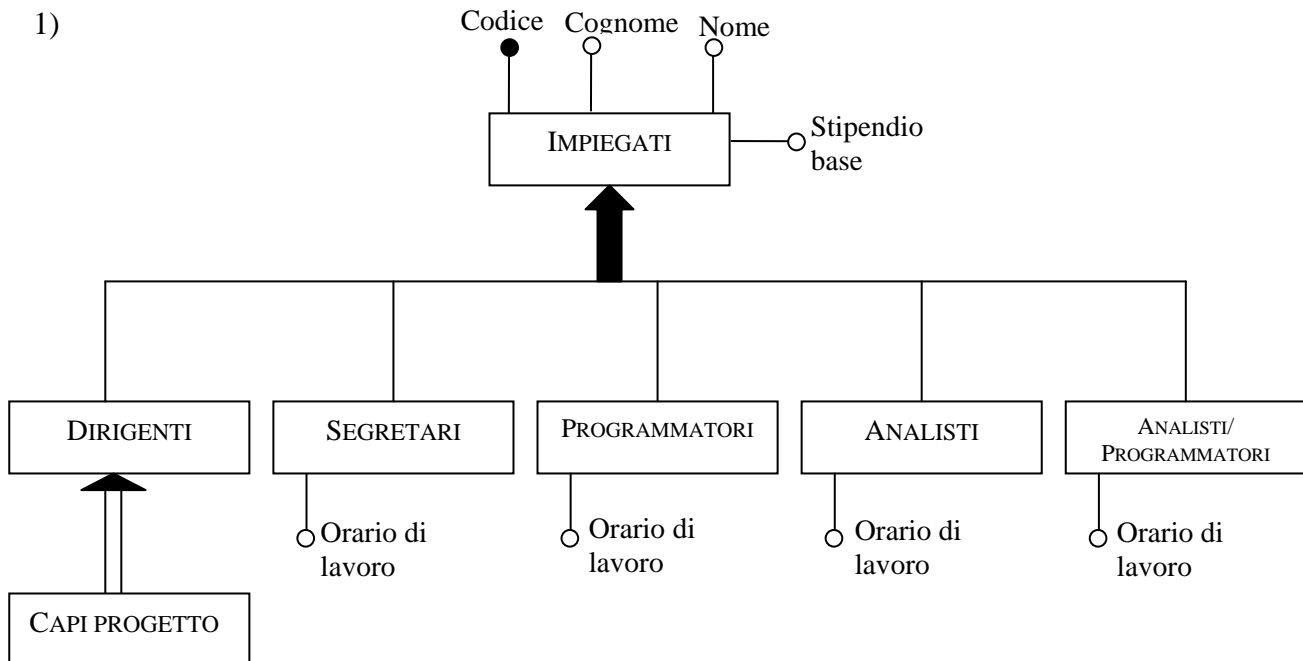 1)
Codice
Cognome
Nome
IMPIEGATI
Stipendio
base
DIRIGENTI
SEGRETARI
PROGRAMMATORI
ANALISTI
ANALISTI/
PROGRAMMATORI
Orario di
lavoro
Orario di
lavoro
Orario di
lavoro
Orario di
lavoro
CAPI PROGETTO